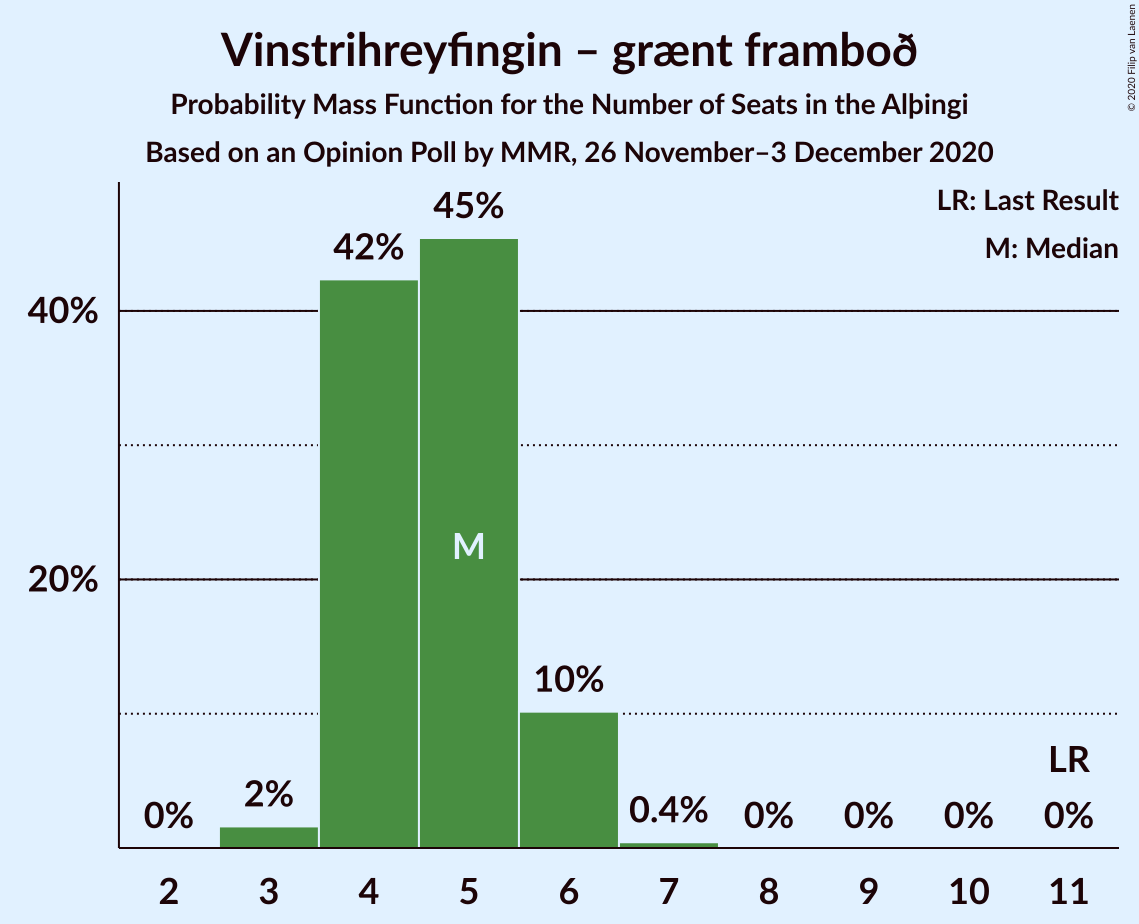 Vinstrihreyfingin – grænt framboð
Probability Mass Function for the Number of Seats in the Alþingi
Based on an Opinion Poll by MMR, 26 November–3 December 2020
© 2020 Filip van Laenen
LR: Last Result
M: Median
45%
42%
40%
M
20%
10%
LR
0% 2% 0.4% 0% 0% 0% 0%
2 3 4 5 6 7 8 9 10 11